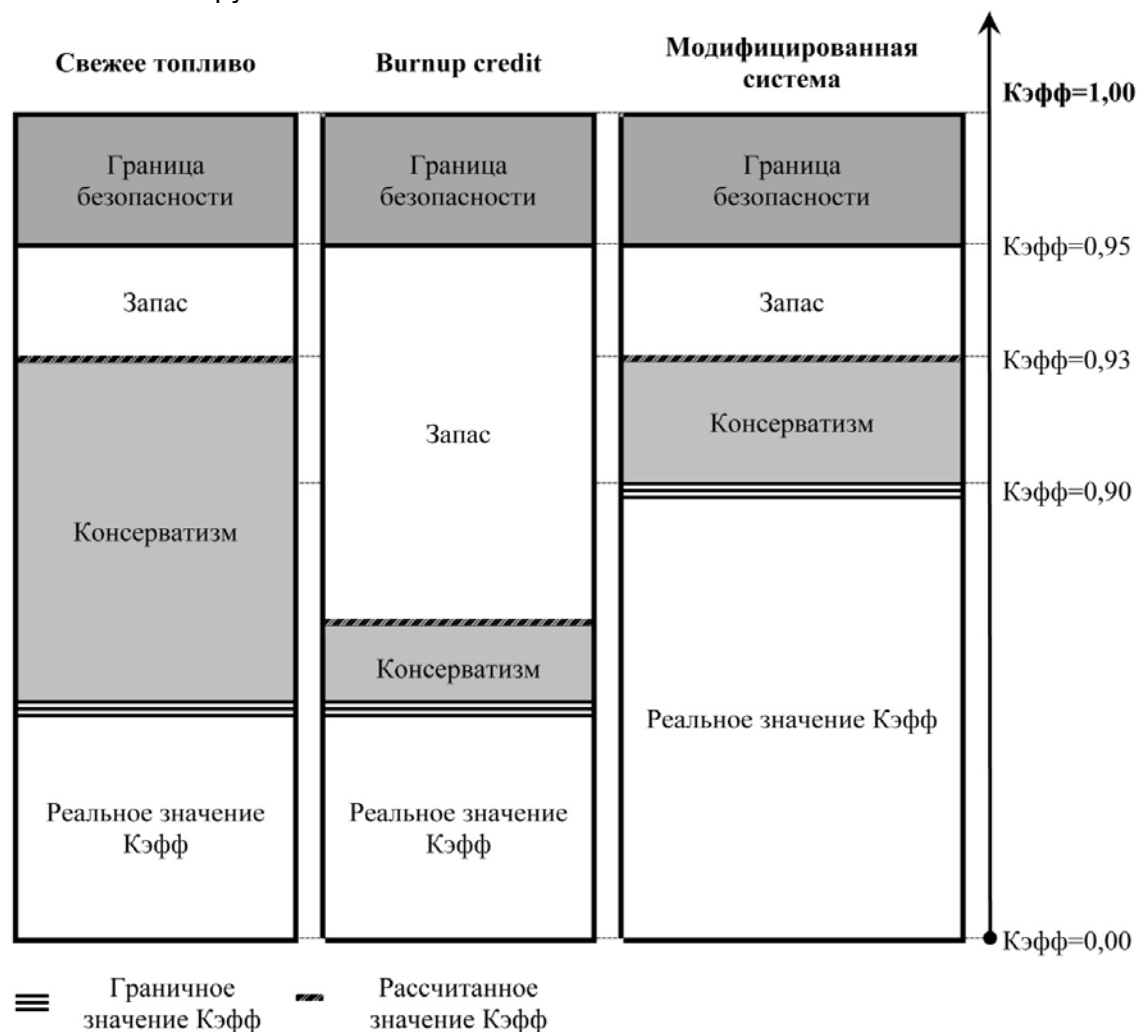 Свежее топливо
Burnup credit
Модифицированная
система
Кэфф=1,00
Граница
безопасности
Граница
безопасности
Граница
безопасности
Кэфф=0,95
Запас
Запас
Запас
Кэфф=0,93
Консерватизм
Консерватизм
Консерватизм
Кэфф=0,90
Реальное значение
Кэфф
Реальное значение
Кэфф
Реальное значение Кэфф
Кэфф=0,00
Граничное
значение Кэфф
Рассчитанное
значение Кэфф